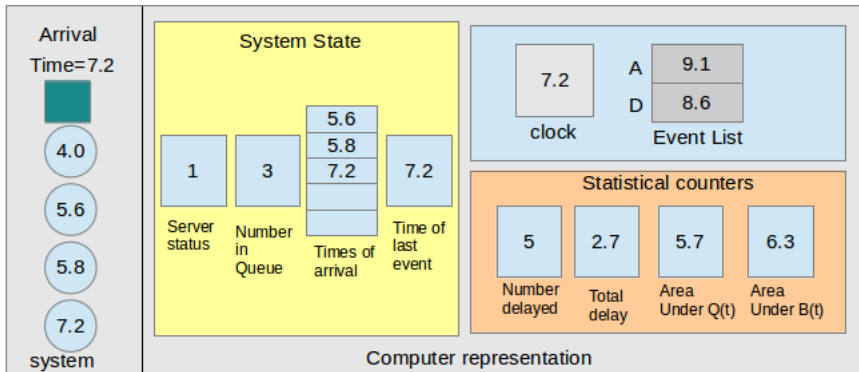 Arrival
Time=7.2
4.0
5.6
5.8
7.2
system
System State
1
Server
status
3
Number
in
Queue
5.6
5.8
7.2
Times of
arrival
7.2
Time of
last
event
7.2
clock
A
9.1
D
8.6
Event List
Statistical counters
5
Number
delayed
2.7
Total
delay
5.7
Area
Under Q(t)
6.3
Area
Under B(t)
Computer representation